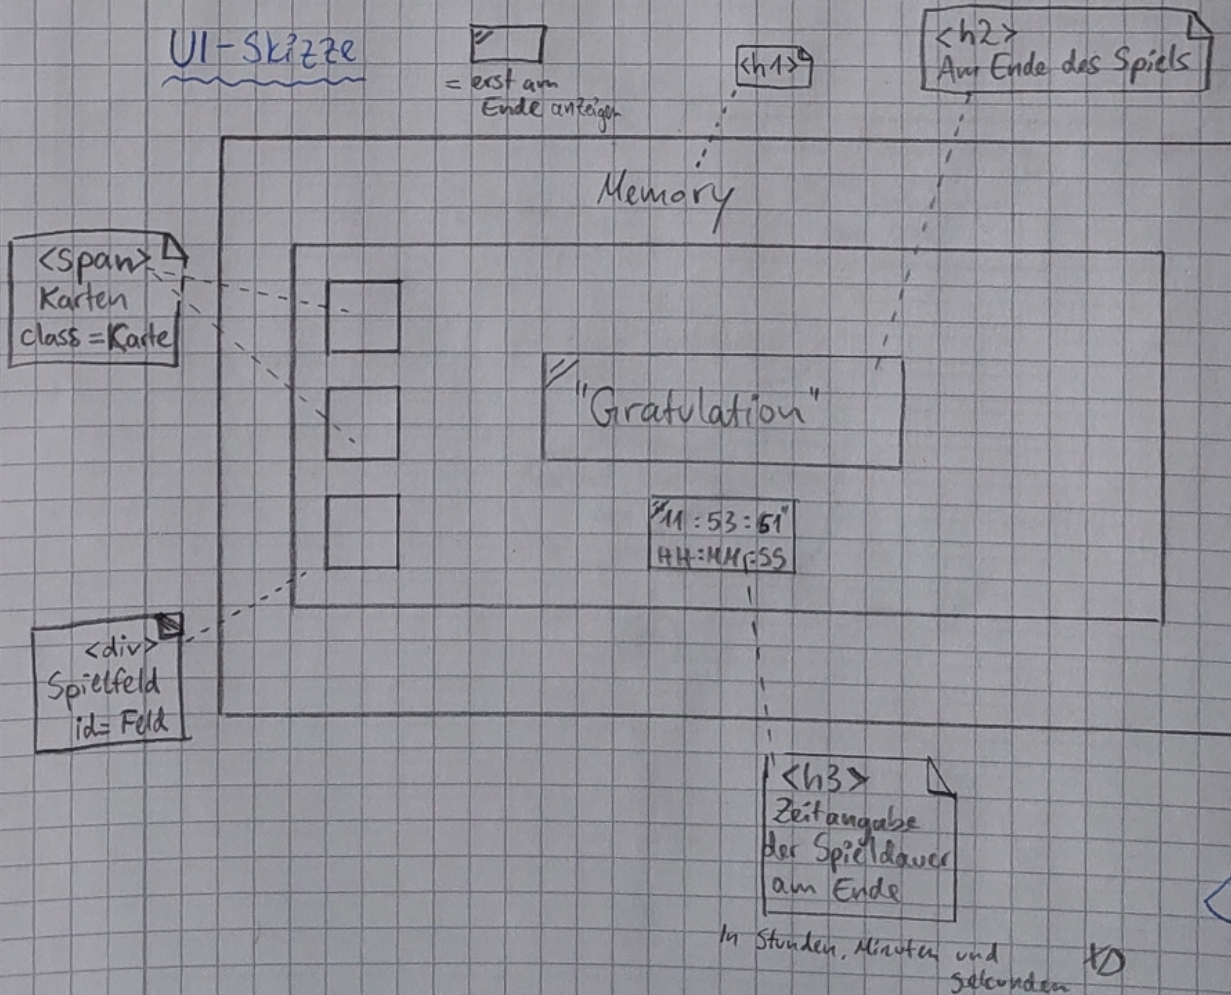 UI-Skizze
= erst am
Ende anzeigen
<h1>
<h2>
Am Ende des Spiels
Memory
<span>
Karten
class=Karte
"Gratulation"
"11:53:51"
HH:MM:SS
<div>
Spielfeld
id=Feld
<h3>
Zeitangabe
der Spieldauer
am Ende
In Stunden, Minuten und
Sekunden